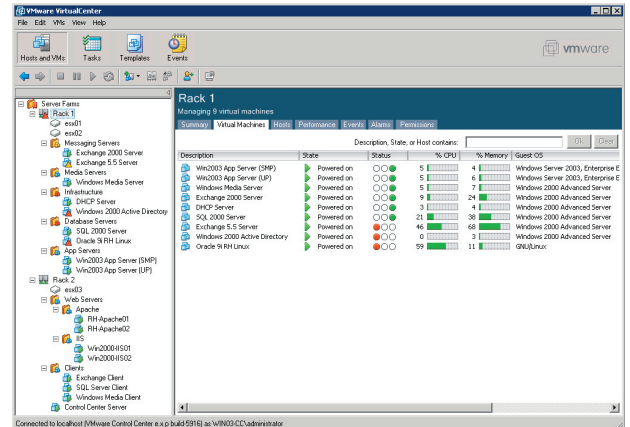 VMware VirtualCenter
File Edit VMs View Help
Hosts and VMs Tasks Templates Events
vmware
Server Farms
Rack 1
esx01
esx02
Messaging Servers
Exchange 2000 Server
Exchange 5.5 Server
Media Servers
Windows Media Server
Infrastructure
DHCP Server
Windows 2000 Active Directory
Database Servers
SQL 2000 Server
Oracle 9i RH Linux
App Servers
Win2003 App Server (SMP)
Win2003 App Server (UP)
Rack 2
esx03
Web Servers
Apache
RH-Apache01
RH-Apache02
IIS
Win2000-IIS01
Win2000-IIS02
Clients
Exchange Client
SQL Server Client
Windows Media Client
Control Center Server
Rack 1
Managing 9 virtual machines
Summary Virtual Machines Hosts Performance Events Alarms Permissions
Description, State, or Host contains: Ok Clear
Description State Status % CPU % Memory Guest OS
Win2003 App Server (SMP) Powered on 5 4 Windows Server 2003, Enterprise E
Win2003 App Server (UP) Powered on 5 6 Windows Server 2003, Enterprise E
Windows Media Server Powered on 5 7 Windows 2000 Advanced Server
Exchange 2000 Server Powered on 9 24 Windows 2000 Advanced Server
DHCP Server Powered on 3 4 Windows 2000 Advanced Server
SQL 2000 Server Powered on 21 38 Windows 2000 Advanced Server
Exchange 5.5 Server Powered on 46 68 Windows 2000 Advanced Server
Windows 2000 Active Directory Powered on 0 3 Windows 2000 Advanced Server
Oracle 9i RH Linux Powered on 59 11 GNU/Linux
Connected to localhost (VMware Control Center e.x.p build-5916) as WIN03-CC\administrator